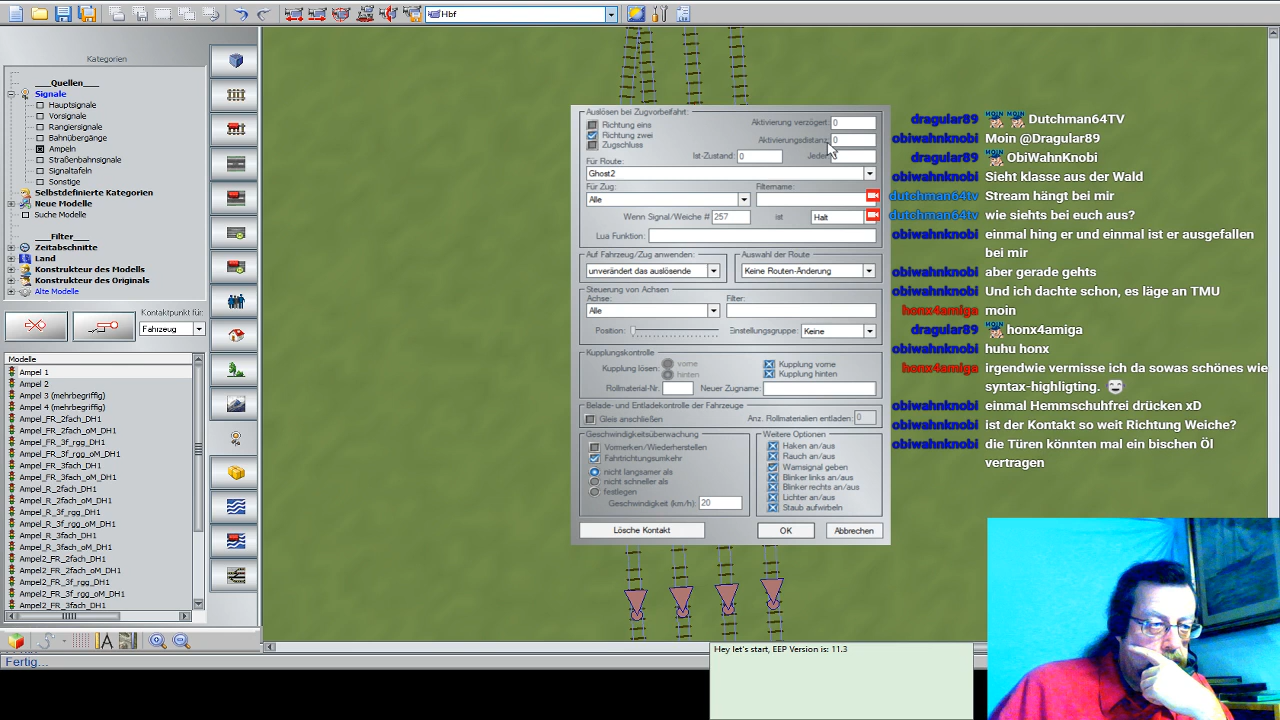 Hbf
Kategorien
Quellen___
Signale
Hauptsignale
Vorsignale
Rangiersignale
Bahnübergänge
Ampeln
Straßenbahnsignale
Signaltafeln
Sonstige
Selbstdefinierte Kategorien
Neue Modelle
Suche Modelle
__Filter__
Zeitabschnitte
Land
Konstrukteur des Modells
Konstrukteur des Originals
Alte Modelle
Kontaktpunkt für:
Fahrzeug
Modelle
Ampel 1
Ampel 2
Ampel 3 (mehrbegriffig)
Ampel 4 (mehrbegriffig)
Ampel_FR_2fach_DH1
Ampel_FR_2fach_oM_DH1
Ampel_FR_3f_rgg_DH1
Ampel_FR_3f_rgg_oM_DH1
Ampel_FR_3fach_DH1
Ampel_FR_3fach_oM_DH1
Ampel_R_2fach_DH1
Ampel_R_2fach_oM_DH1
Ampel_R_3f_rgg_DH1
Ampel_R_3f_rgg_oM_DH1
Ampel_R_3fach_DH1
Ampel_R_3fach_oM_DH1
Ampel2_FR_2fach_DH1
Ampel2_FR_2fach_oM_DH1
Ampel2_FR_3f_rgg_DH1
Ampel2_FR_3f_rgg_oM_DH1
Ampel2_FR_3fach_DH1
Fertig...
Auslösen bei Zugvorbeifahrt:
Richtung eins
Richtung zwei
Zugschluss
Aktivierung verzögert: 0
Aktivierungsdistanz: 0
Ist-Zustand: 0
Jeder
Für Route:
Ghost2
Für Zug:
Filtername:
Alle
Wenn Signal/Weiche # 257 ist Halt
Lua Funktion:
Auf Fahrzeug/Zug anwenden:
Auswahl der Route
unverändert das auslösende
Keine Routen-Änderung
Steuerung von Achsen
Achse:
Filter:
Alle
Position:
Einstellungsgruppe: Keine
Kupplungskontrolle
Kupplung lösen:
vorne
hinten
Kupplung vorne
Kupplung hinten
Rollmaterial-Nr.
Neuer Zugname:
Belade- und Entladekontrolle der Fahrzeuge
Gleis anschließen
Anz. Rollmaterialien entladen: 0
Geschwindigkeitsüberwachung
Vormerken/Wiederherstellen
Fahrtrichtungsumkehr
nicht langsamer als
nicht schneller als
festlegen
Geschwindigkeit (km/h): 20
Weitere Optionen
Haken an/aus
Rauch an/aus
Warnsignal geben
Blinker links an/aus
Blinker rechts an/aus
Lichter an/aus
Staub aufwirbeln
Lösche Kontakt
OK
Abbrechen
Hey let's start, EEP Version is: 11.3
dragular89 MOIN MOIN Dutchman64TV
obiwahnknobi Moin @Dragular89
dragular89 MOIN ObiWahnKnobi
obiwahnknobi Sieht klasse aus der Wald
dutchman64tv Stream hängt bei mir
dutchman64tv wie siehts bei euch aus?
obiwahnknobi einmal hing er und einmal ist er ausgefallen
bei mir
obiwahnknobi aber gerade gehts
obiwahnknobi Und ich dachte schon, es läge an TMU
honx4amiga moin
dragular89 MOIN honx4amiga
obiwahnknobi huhu honx
honx4amiga irgendwie vermisse ich da sowas schönes wie
syntax-highligting.
obiwahnknobi einmal Hemmschuhfrei drücken xD
obiwahnknobi ist der Kontakt so weit Richtung Weiche?
obiwahnknobi die Türen könnten mal ein bischen Öl
vertragen